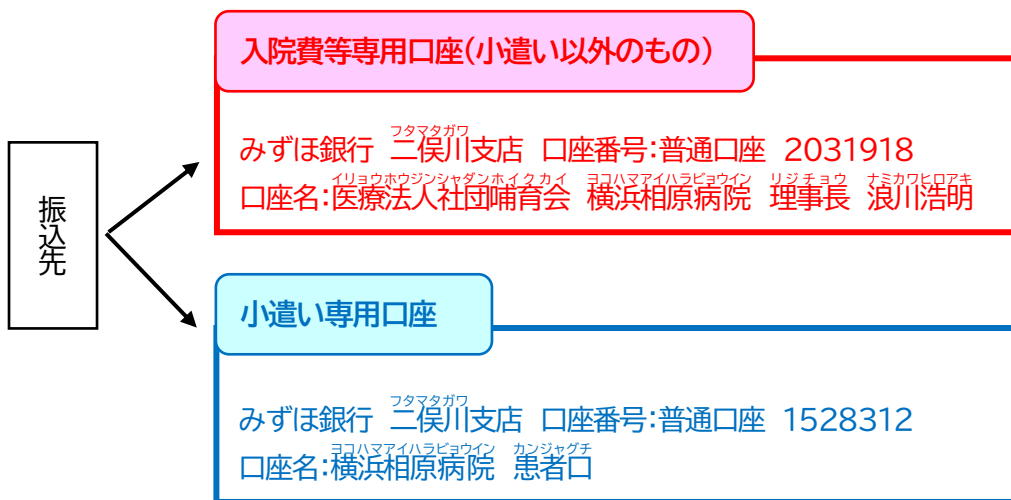 入院費等専用口座(小遣い以外のもの)
フタマタガワ
みずほ銀行 二俣川支店 口座番号:普通口座 2031918
イリョウホウジンシャダンホイクカイ ヨコハマアイハラビョウイン リジチョウ ナミカワヒロアキ
口座名:医療法人社団哺育会 横浜相原病院 理事長 浪川浩明
振込先
小遣い専用口座
フタマタガワ
みずほ銀行 二俣川支店 口座番号:普通口座 1528312
ヨコハマアイハラビョウイン カンジャグチ
口座名:横浜相原病院 患者口